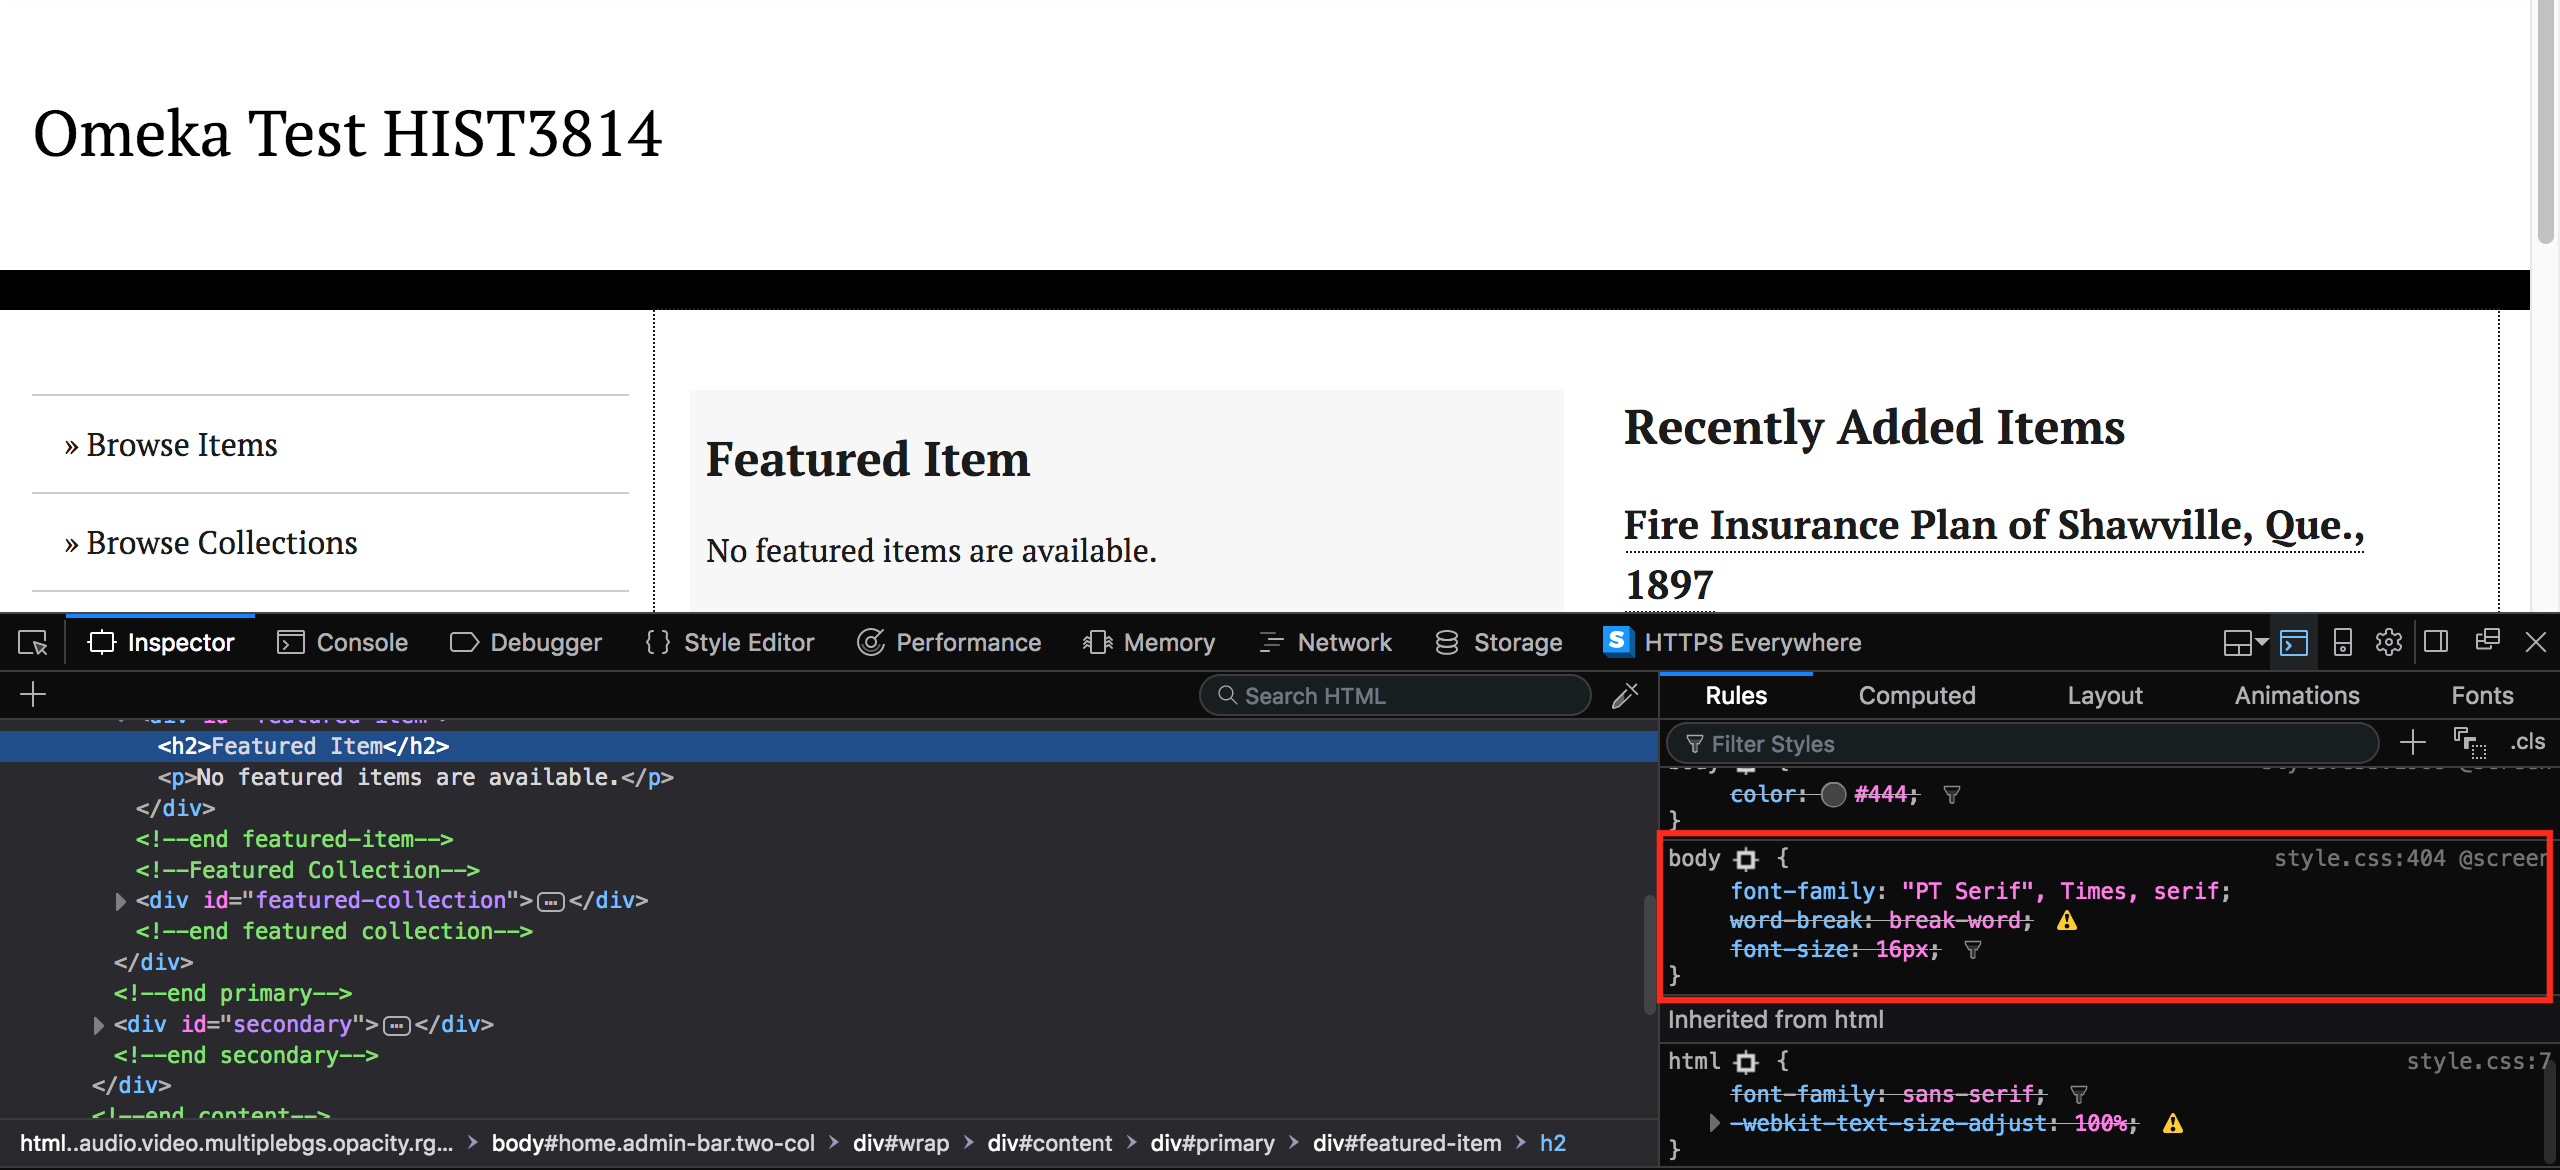 Omeka Test HIST3814
» Browse Items
» Browse Collections
Featured Item
No featured items are available.
Recently Added Items
Fire Insurance Plan of Shawville, Que.,
1897
Inspector Console Debugger { } Style Editor Performance Memory Network Storage S HTTPS Everywhere
+ Search HTML
<div id="featured-item">
<h2>Featured Item</h2>
<p>No featured items are available.</p>
</div>
<!--end featured-item-->
<!--Featured Collection-->
<div id="featured-collection">…</div>
<!--end featured collection-->
</div>
<!--end primary-->
<div id="secondary">…</div>
<!--end secondary-->
</div>
<!--end content-->
html..audio.video.multiplebgs.opacity.rg... > body#home.admin-bar.two-col > div#wrap > div#content > div#primary > div#featured-item > h2
Rules Computed Layout Animations Fonts
Filter Styles + .cls
body {
color: #444;
}
body { style.css:404 @screen
font-family: "PT Serif", Times, serif;
word-break: break-word;
font-size: 16px;
}
Inherited from html
html { style.css:7
font-family: sans-serif;
-webkit-text-size-adjust: 100%;
}